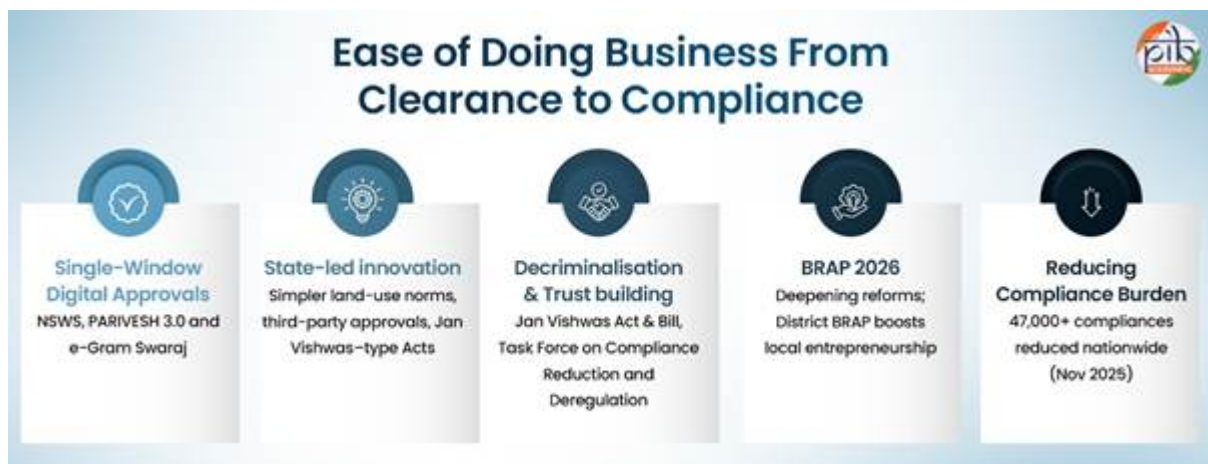 Ease of Doing Business From
Clearance to Compliance
pib
Single-Window
Digital Approvals
NSWS, PARIVESH 3.0 and
e-Gram Swaraj
State-led innovation
Simpler land-use norms,
third-party approvals, Jan
Vishwas-type Acts
Decriminalisation
& Trust building
Jan Vishwas Act & Bill,
Task Force on Compliance
Reduction and
Deregulation
BRAP 2026
Deepening reforms;
District BRAP boosts
local entrepreneurship
Reducing
Compliance Burden
47,000+ compliances
reduced nationwide
(Nov 2025)